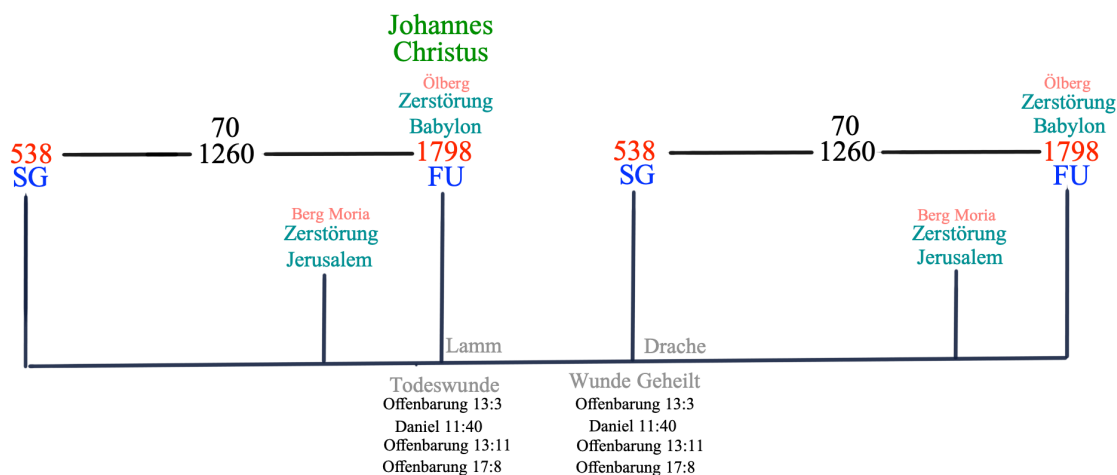 Johannes
Christus
Ölberg
Zerstörung
Babylon
538
70
1260
1798
SG
FU
Berg Moria
Zerstörung
Jerusalem
Ölberg
Zerstörung
Babylon
538
70
1260
1798
SG
FU
Berg Moria
Zerstörung
Jerusalem
Lamm
Drache
Todeswunde
Offenbarung 13:3
Daniel 11:40
Offenbarung 13:11
Offenbarung 17:8
Wunde Geheilt
Offenbarung 13:3
Daniel 11:40
Offenbarung 13:11
Offenbarung 17:8